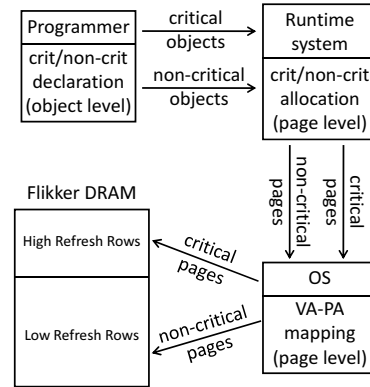 Programmer
crit/non-crit
declaration
(object level)
critical
objects
non-critical
objects
Runtime
system
crit/non-crit
allocation
(page level)
non-critical
pages
critical
pages
Flikker DRAM
High Refresh Rows
Low Refresh Rows
critical
pages
non-critical
pages
OS
VA-PA
mapping
(page level)